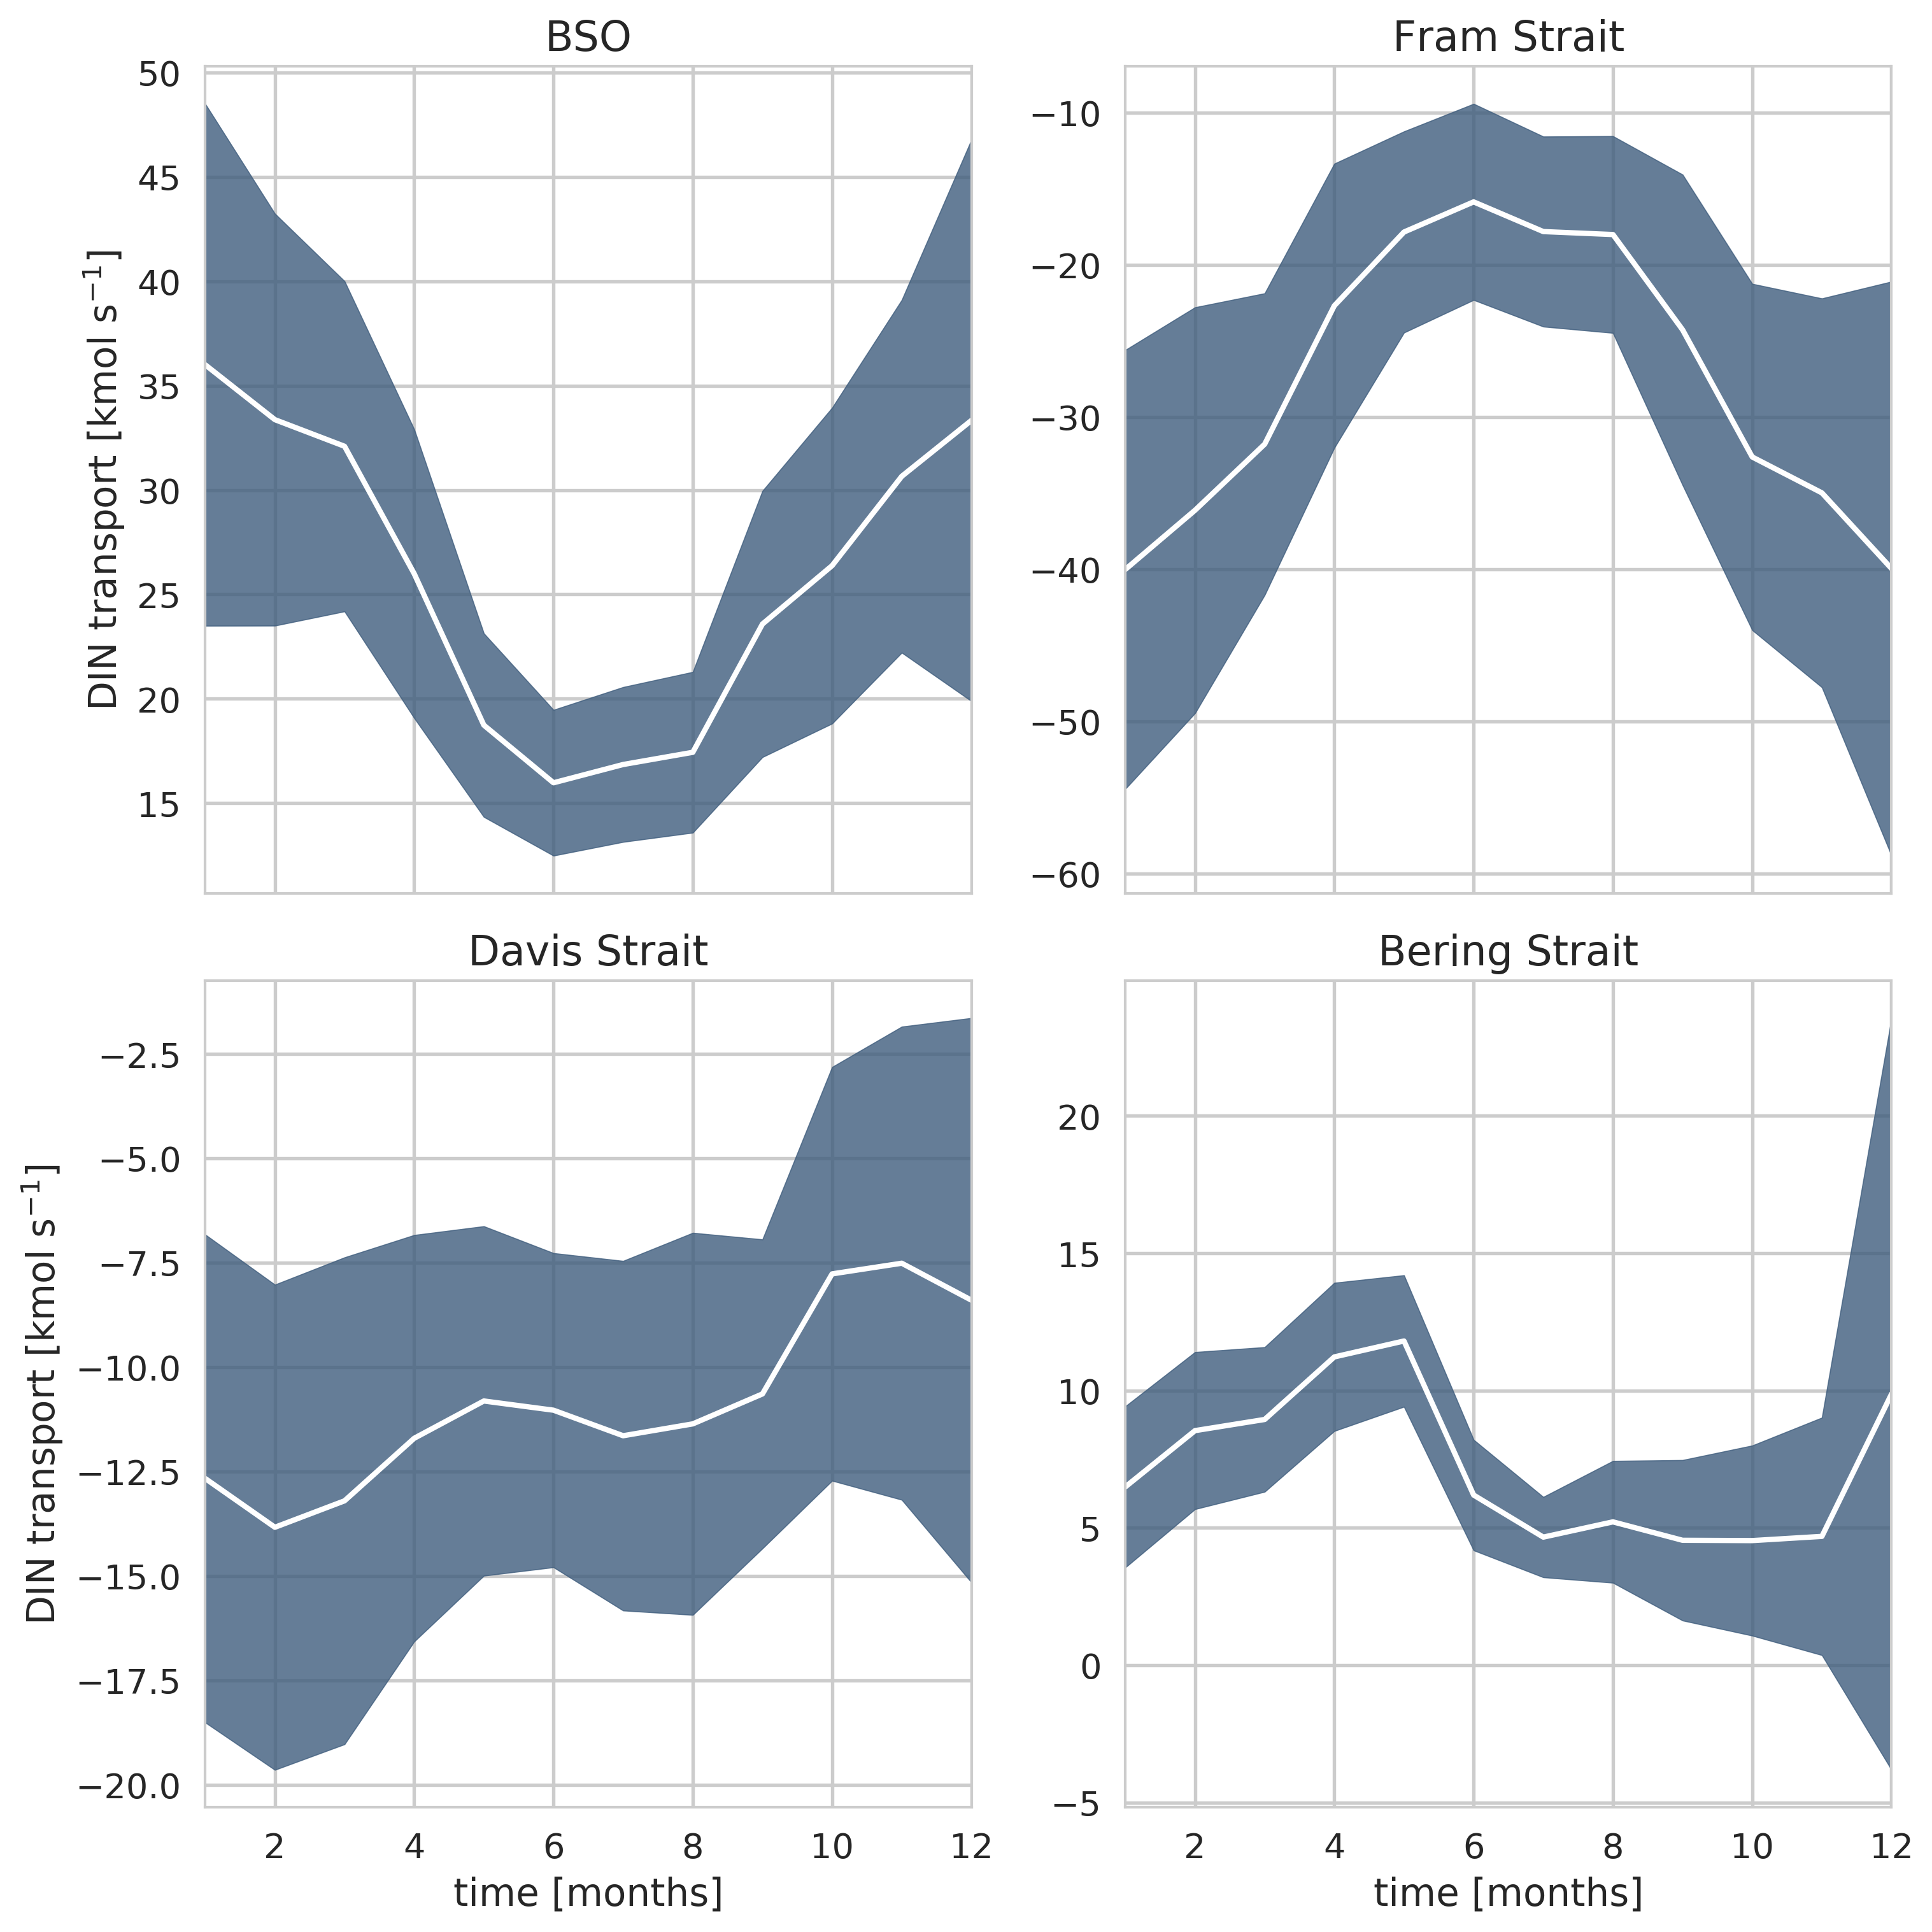 BSO
50
45
40
35
30
25
20
15
DIN transport [kmol s⁻¹]
Fram Strait
−10
−20
−30
−40
−50
−60
Davis Strait
−2.5
−5.0
−7.5
−10.0
−12.5
−15.0
−17.5
−20.0
DIN transport [kmol s⁻¹]
2 4 6 8 10 12
time [months]
Bering Strait
20
15
10
5
0
−5
2 4 6 8 10 12
time [months]